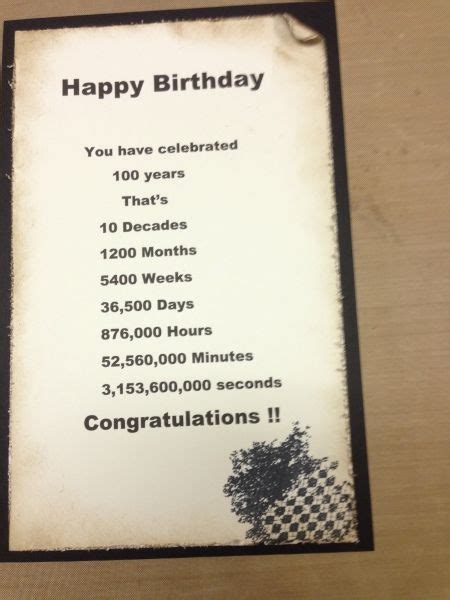 Happy Birthday
You have celebrated
100 years
That's
10 Decades
1200 Months
5400 Weeks
36,500 Days
876,000 Hours
52,560,000 Minutes
3,153,600,000 seconds
Congratulations !!